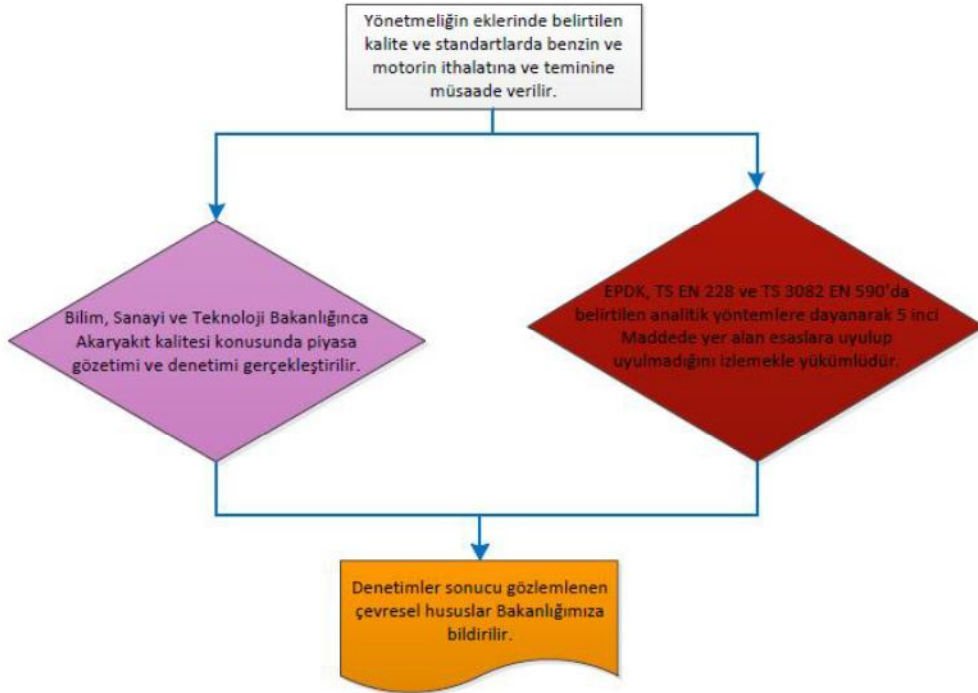 Yönetmeliğin eklerinde belirtilen
kalite ve standartlarda benzin ve
motorin ithalatına ve teminine
müsaade verilir.
Bilim, Sanayi ve Teknoloji Bakanlığınca
Akaryakıt kalitesi konusunda piyasa
gözetimi ve denetimi gerçekleştirilir.
EPDK, TS EN 228 ve TS 3082 EN 590'da
belirtilen analitik yöntemlere dayanarak 5 inci
Maddede yer alan esaslara uyulup
uyulmadığını izlemekle yükümlüdür.
Denetimler sonucu gözlemlenen
çevresel hususlar Bakanlığımıza
bildirilir.